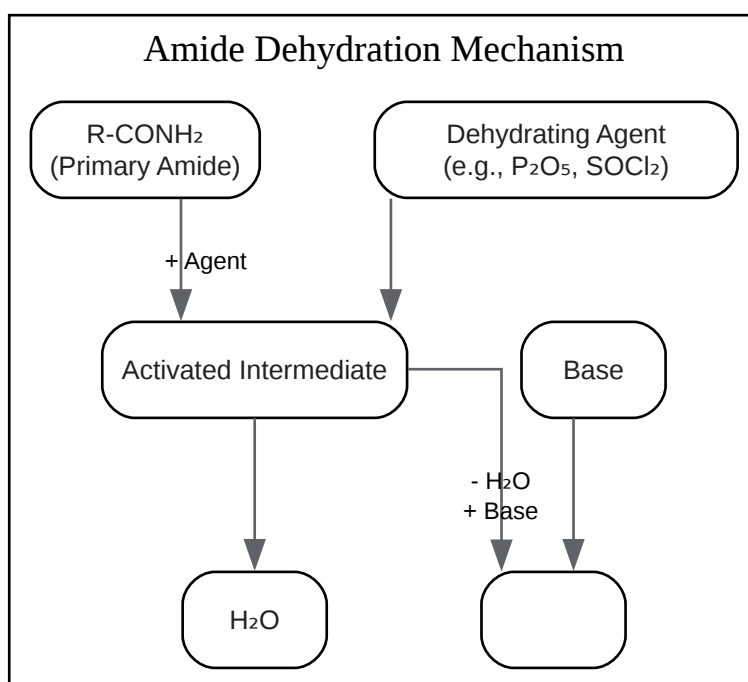 Amide Dehydration Mechanism
R-CONH₂
(Primary Amide)
Dehydrating Agent
(e.g., P₂O₅, SOCl₂)
+ Agent
Activated Intermediate
Base
- H₂O
+ Base
H₂O